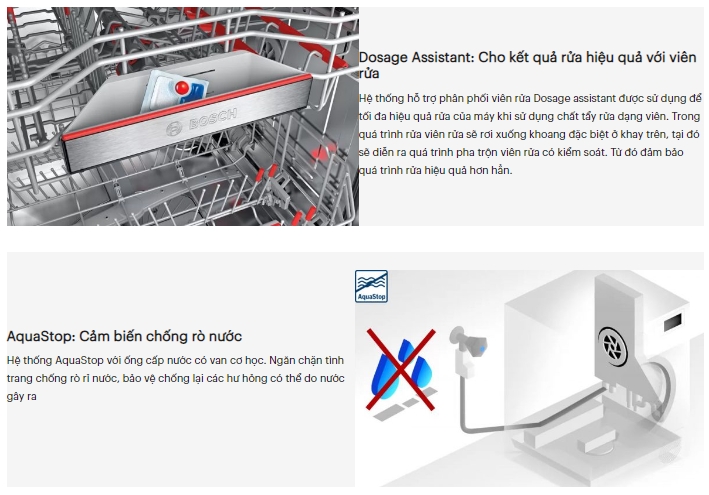 BOSCH
Dosage Assistant: Cho kết quả rửa hiệu quả với viên
rửa
Hệ thống hỗ trợ phân phối viên rửa Dosage assistant được sử dụng để
tối đa hiệu quả rửa của máy khi sử dụng chất tẩy rửa dạng viên. Trong
quá trình rửa viên rửa sẽ rơi xuống khoang đặc biệt ở khay trên, tại đó
sẽ diễn ra quá trình pha trộn viên rửa có kiểm soát. Từ đó đảm bảo
quá trình rửa hiệu quả hơn hẳn.
AquaStop
AquaStop: Cảm biến chống rò nước
Hệ thống AquaStop với ống cấp nước có van cơ học. Ngăn chặn tình
trạng chống rò rỉ nước, bảo vệ chống lại các hư hỏng có thể do nước
gây ra